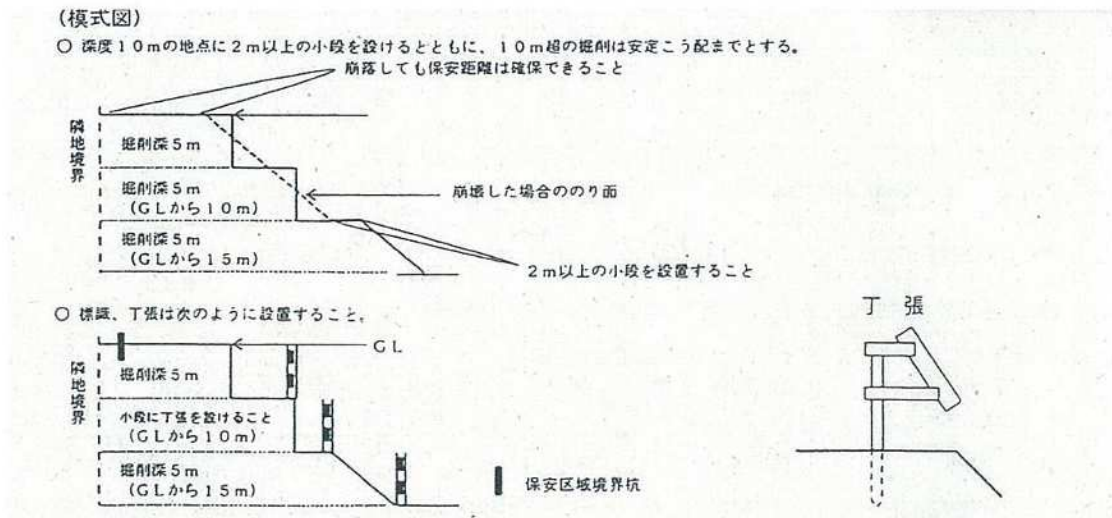 (模式図)
○ 深度10mの地点に2m以上の小段を設けるとともに、10m超の掘削は安定こう配までとする。
崩落しても保安距離は確保できること
隣地境界
掘削深5m
掘削深5m
(GLから10m)
崩壊した場合ののり面
掘削深5m
(GLから15m)
2m以上の小段を設置すること
○ 標識、丁張は次のように設置すること。
丁 張
GL
隣地境界
掘削深5m
小段に丁張を設けること
(GLから10m)
掘削深5m
(GLから15m)
保安区域境界杭